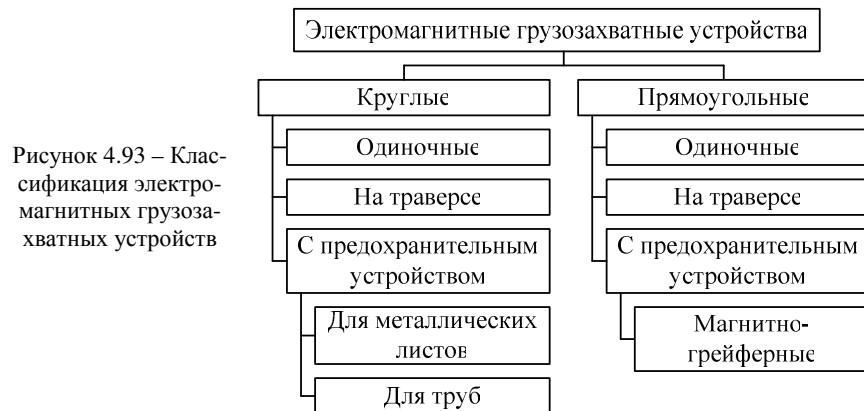 Электромагнитные грузозахватные устройства
Круглые
Одиночные
На траверсе
С предохранительным
устройством
Для металлических
листов
Для труб
Прямоугольные
Одиночные
На траверсе
С предохранительным
устройством
Магнитно-
грейферные
Рисунок 4.93 – Клас-
сификация электро-
магнитных грузоза-
хватных устройств